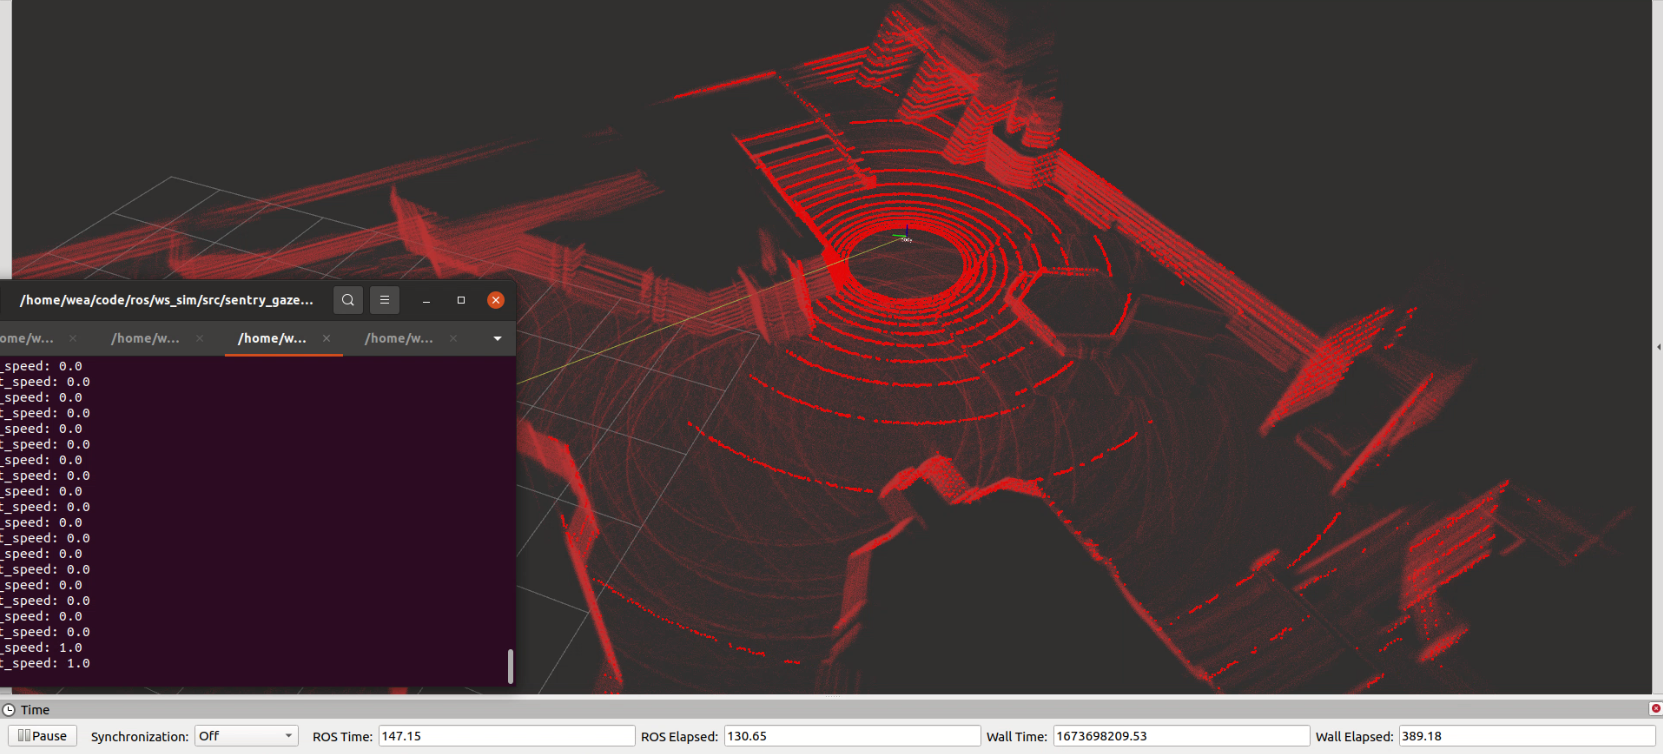 /home/wea/code/ros/ws_sim/src/sentry_gaze...
ome/w... /home/w... /home/w... /home/w...
_speed: 0.0
t_speed: 0.0
_speed: 0.0
t_speed: 0.0
_speed: 0.0
t_speed: 0.0
_speed: 0.0
t_speed: 0.0
_speed: 0.0
t_speed: 0.0
_speed: 0.0
t_speed: 0.0
_speed: 0.0
t_speed: 0.0
_speed: 0.0
t_speed: 0.0
_speed: 0.0
t_speed: 0.0
_speed: 1.0
t_speed: 1.0
Time
Pause Synchronization: Off ROS Time: 147.15 ROS Elapsed: 130.65 Wall Time: 1673698209.53 Wall Elapsed: 389.18